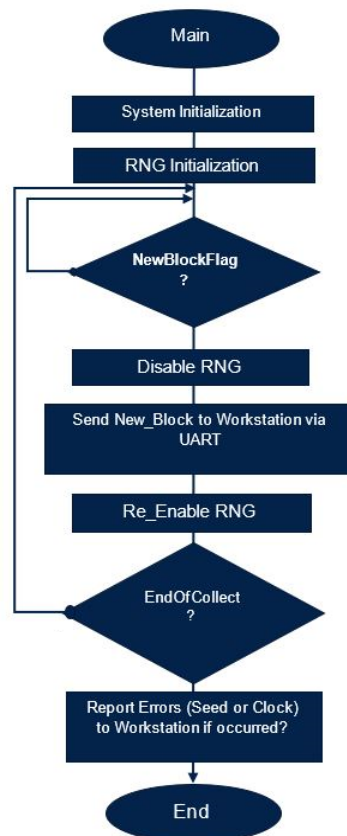 Main
System Initialization
RNG Initialization
NewBlockFlag
?
Disable RNG
Send New_Block to Workstation via
UART
Re_Enable RNG
EndOfCollect
?
Report Errors (Seed or Clock)
to Workstation if occurred?
End